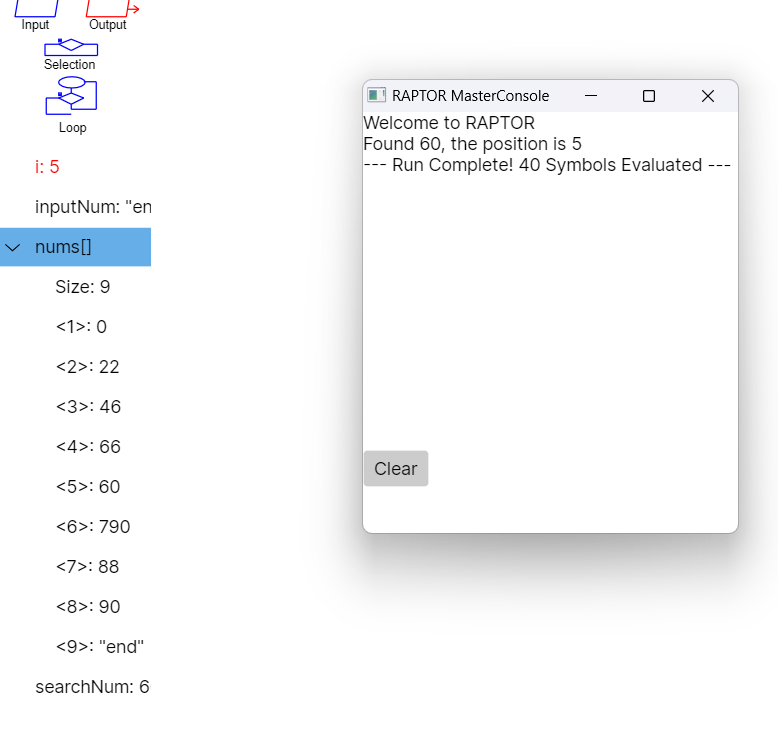 Input Output
Selection
Loop
i: 5
inputNum: "en
nums[]
Size: 9
<1>: 0
<2>: 22
<3>: 46
<4>: 66
<5>: 60
<6>: 790
<7>: 88
<8>: 90
<9>: "end"
searchNum: 6
RAPTOR MasterConsole
Welcome to RAPTOR
Found 60, the position is 5
--- Run Complete! 40 Symbols Evaluated ---
Clear